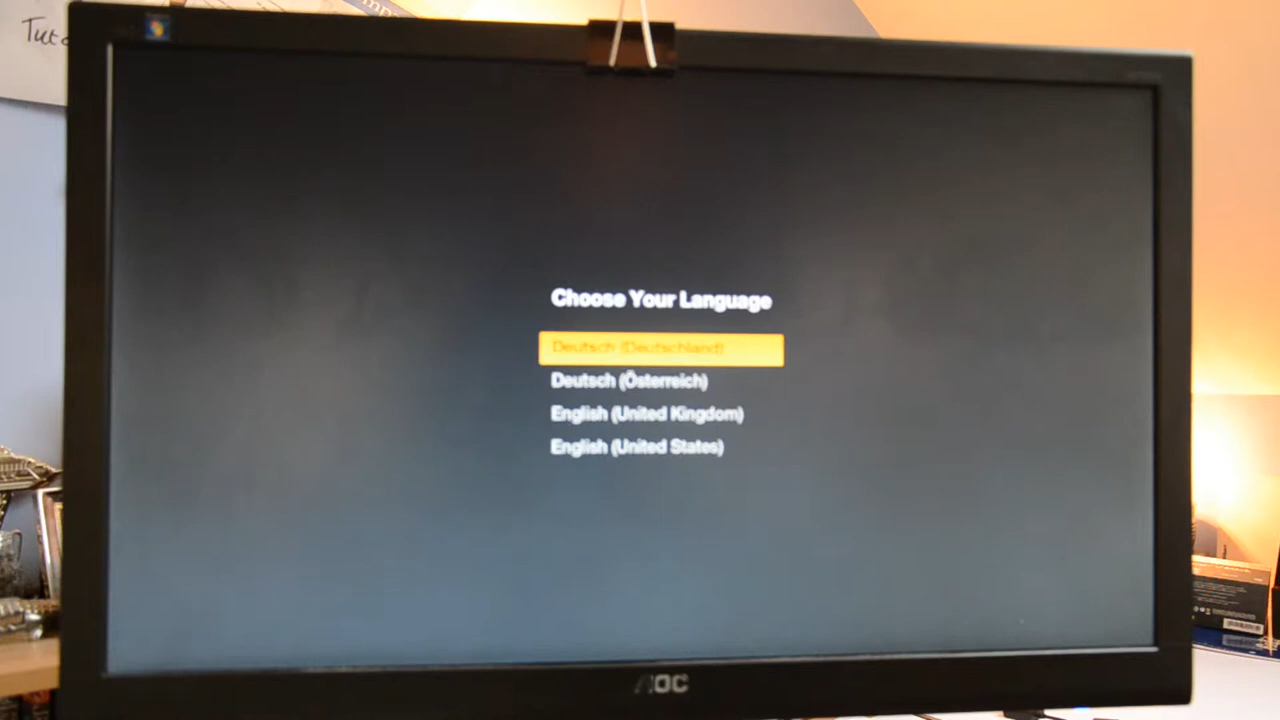 Choose Your Language
Deutsch (Deutschland)
Deutsch (Österreich)
English (United Kingdom)
English (United States)
AOC